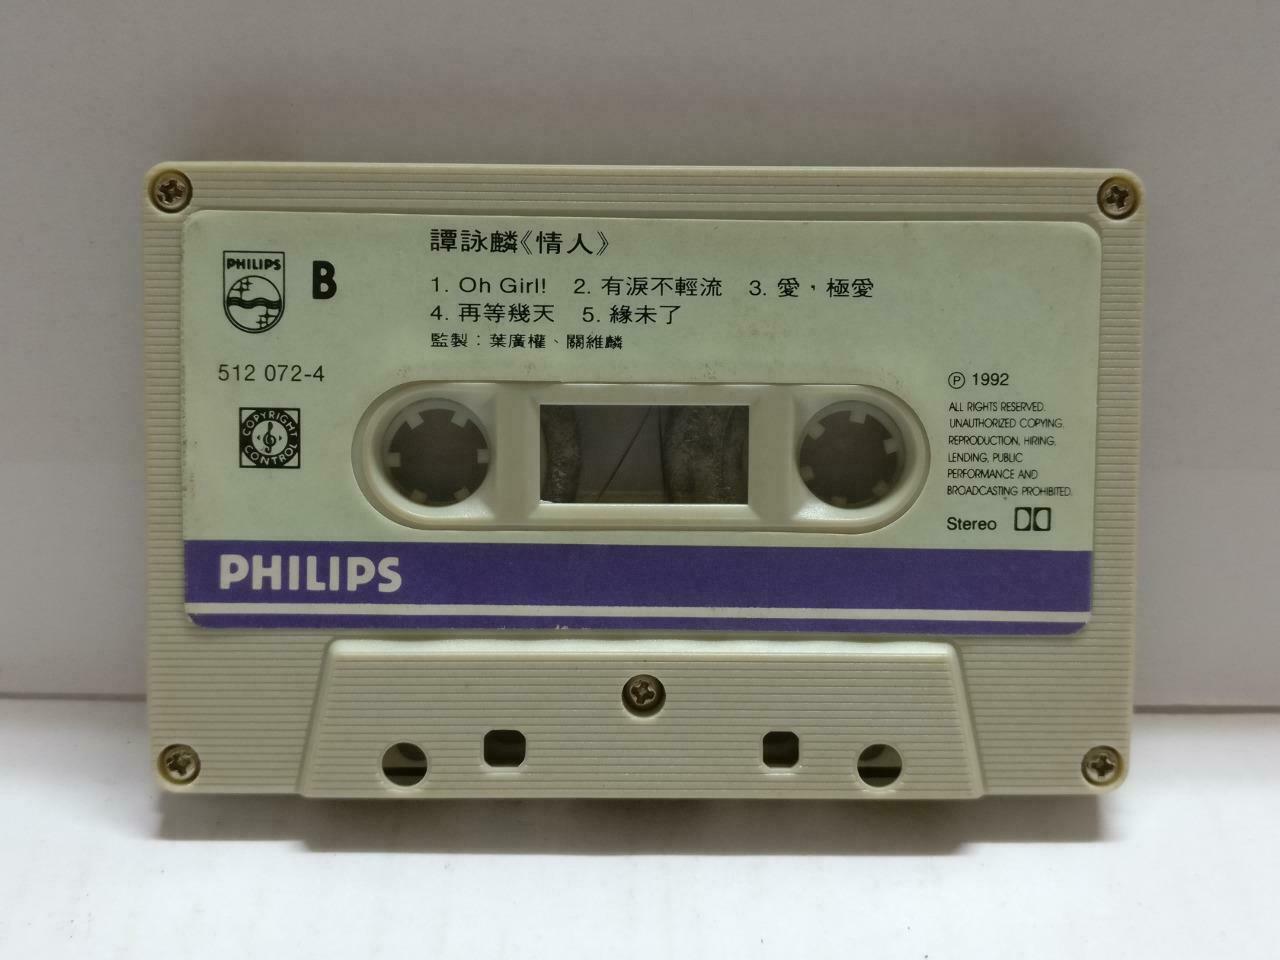 譚詠麟《情人》
PHILIPS
B
1. Oh Girl! 2. 有淚不輕流 3. 愛，極愛
4. 再等幾天 5. 緣未了
監製：葉廣權、關維麟
512 072-4
COPYRIGHT CONTROL
Ⓟ 1992
ALL RIGHTS RESERVED.
UNAUTHORIZED COPYING,
REPRODUCTION, HIRING,
LENDING, PUBLIC
PERFORMANCE AND
BROADCASTING PROHIBITED.
Stereo
PHILIPS